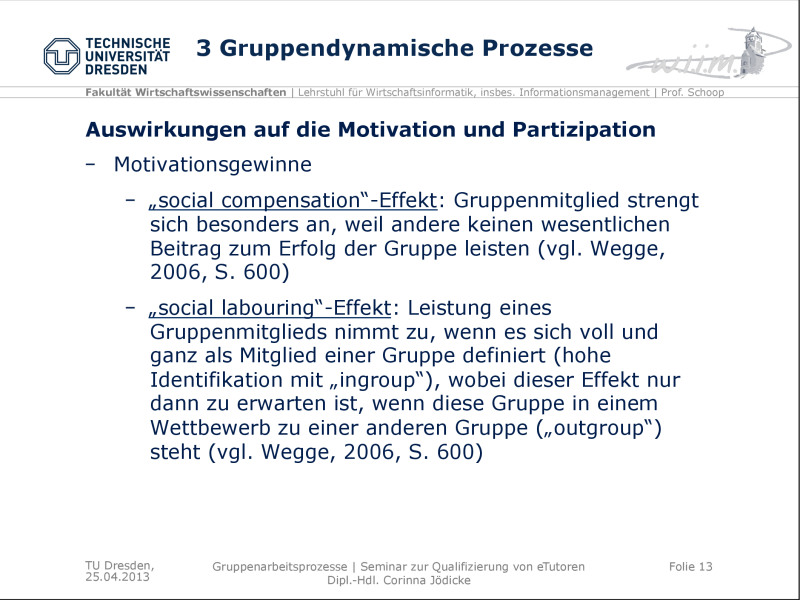 TECHNISCHE
UNIVERSITÄT
DRESDEN
3 Gruppendynamische Prozesse
wiim.
Fakultät Wirtschaftswissenschaften | Lehrstuhl für Wirtschaftsinformatik, insbes. Informationsmanagement | Prof. Schoop
Auswirkungen auf die Motivation und Partizipation
– Motivationsgewinne
– „social compensation“-Effekt: Gruppenmitglied strengt
sich besonders an, weil andere keinen wesentlichen
Beitrag zum Erfolg der Gruppe leisten (vgl. Wegge,
2006, S. 600)
– „social labouring“-Effekt: Leistung eines
Gruppenmitglieds nimmt zu, wenn es sich voll und
ganz als Mitglied einer Gruppe definiert (hohe
Identifikation mit „ingroup“), wobei dieser Effekt nur
dann zu erwarten ist, wenn diese Gruppe in einem
Wettbewerb zu einer anderen Gruppe („outgroup“)
steht (vgl. Wegge, 2006, S. 600)
TU Dresden,
25.04.2013
Gruppenarbeitsprozesse | Seminar zur Qualifizierung von eTutoren
Dipl.-Hdl. Corinna Jödicke
Folie 13